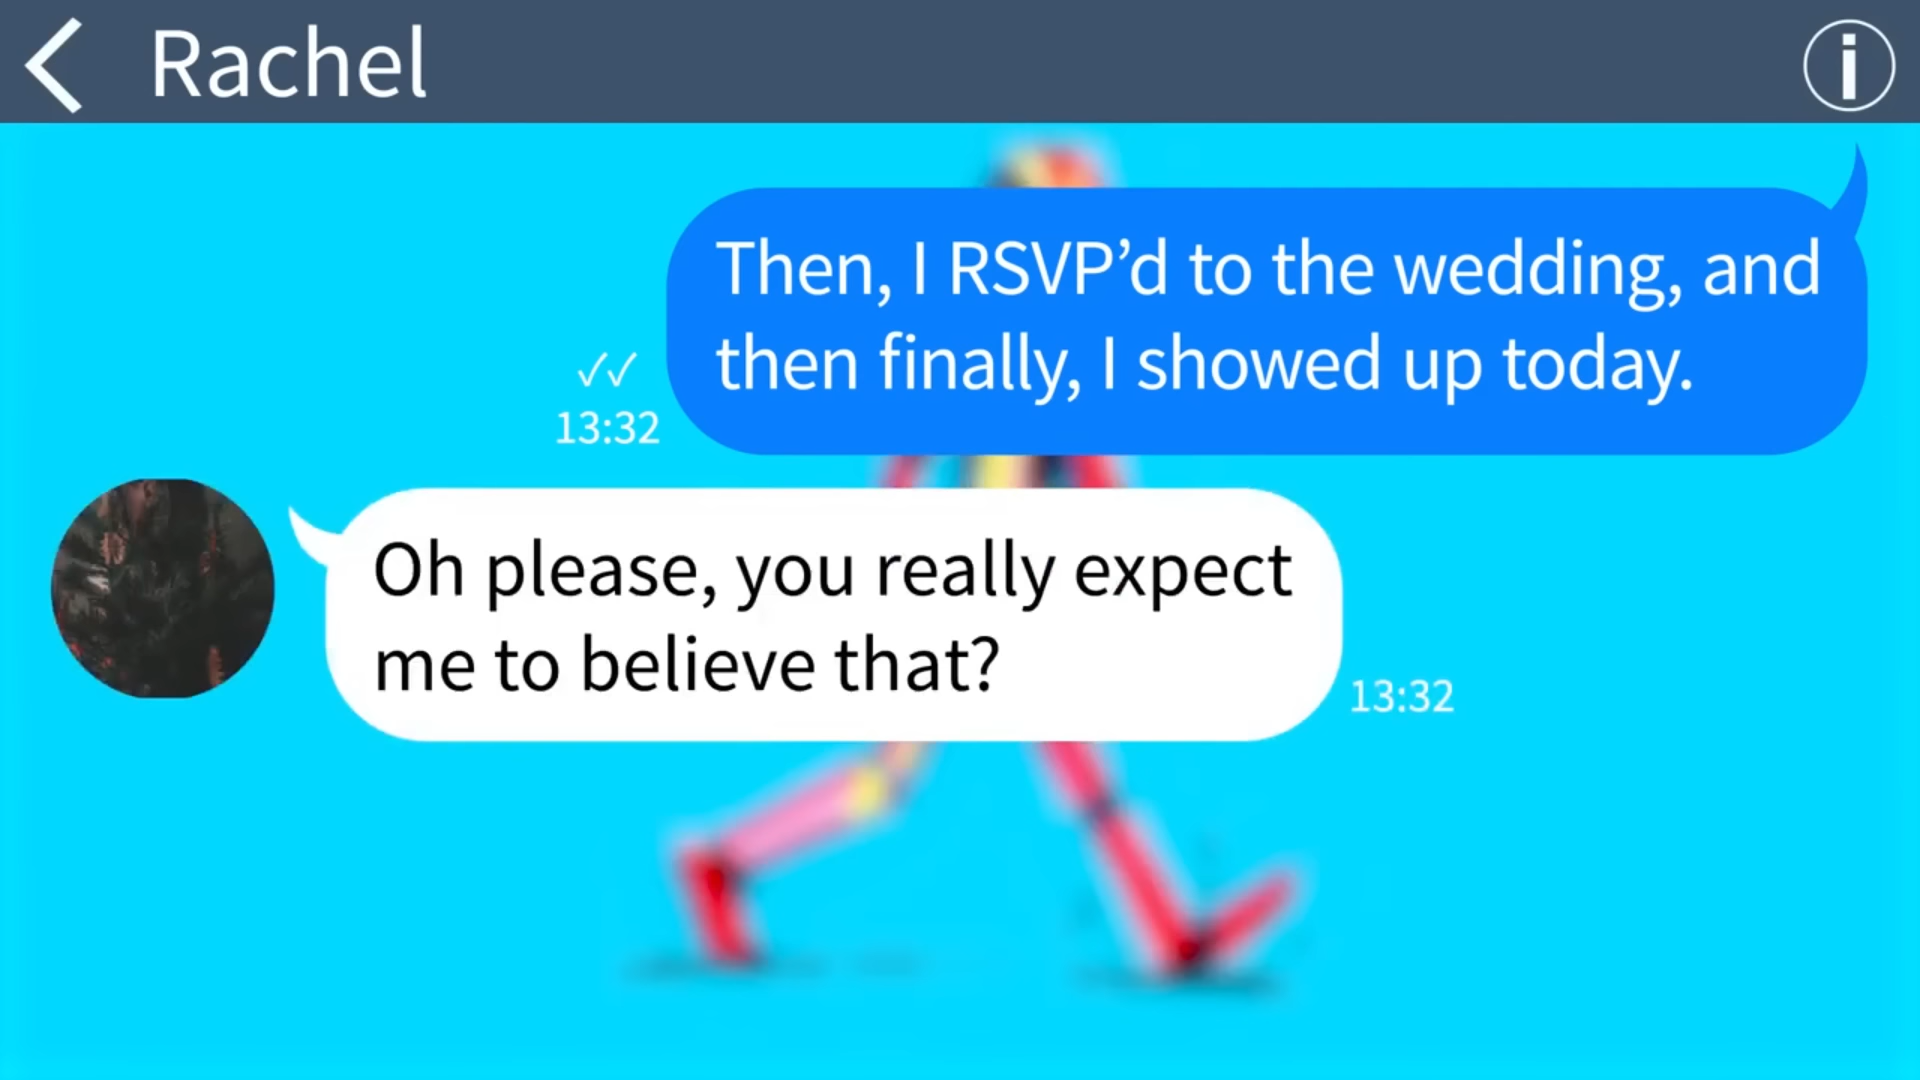 Rachel
Then, I RSVP’d to the wedding, and
then finally, I showed up today.
13:32
Oh please, you really expect
me to believe that?
13:32